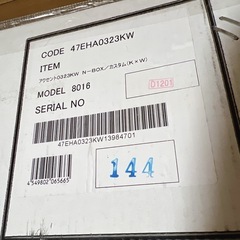 CODE 47EHA0323KW
ITEM
アクセントG323KW N-BOX/カスタム(K×W)
MODEL 8016
D1201
SERIAL NO
47EHA0323KW13984701
4549802065665
144